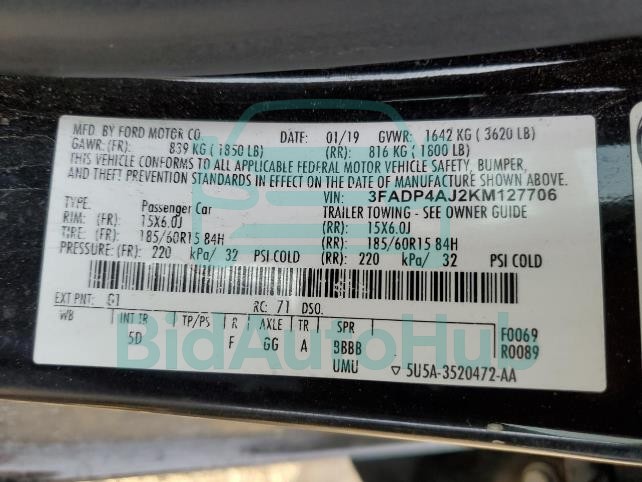 MFD. BY FORD MOTOR CO. DATE: 01/19 GVWR: 1642 KG ( 3620 LB)
GAWR: (FR): 839 KG ( 1850 LB) (RR): 816 KG ( 1800 LB)
THIS VEHICLE CONFORMS TO ALL APPLICABLE FEDERAL MOTOR VEHICLE SAFETY, BUMPER,
AND THEFT PREVENTION STANDARDS IN EFFECT ON THE DATE OF MANUFACTURE SHOWN ABOVE.
VIN: 3FADP4AJ2KM127706
TYPE: Passenger Car TRAILER TOWING - SEE OWNER GUIDE
RIM: (FR): 15X6.0J (RR): 15X6.0J
TIRE: (FR): 185/60R15 84H (RR): 185/60R15 84H
PRESSURE: (FR): 220 kPa/ 32 PSI COLD (RR): 220 kPa/ 32 PSI COLD
EXT PNT: G1 RC: 71 DSO:
WB INT TR TP/PS R AXLE TR SPR F0069
5D F GG A BBBB R0089
UMU ▽ 5U5A-3520472-AA
BidAutoHub